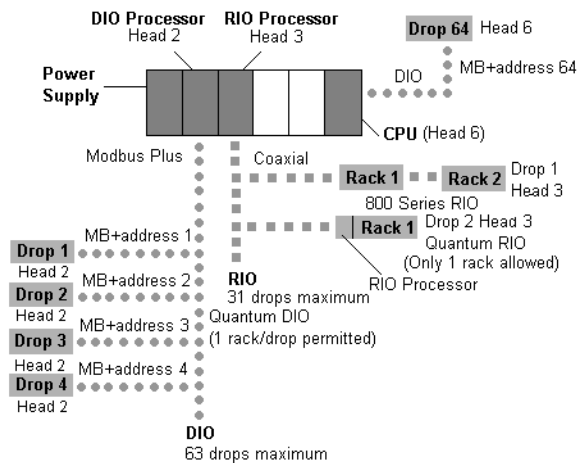 DIO Processor
Head 2
RIO Processor
Head 3
Drop 64 Head 6
DIO
MB+address 64
Power
Supply
CPU (Head 6)
Modbus Plus
Coaxial
Rack 1
Rack 2
Drop 1
Head 3
800 Series RIO
Rack 1
Drop 2 Head 3
Quantum RIO
(Only 1 rack allowed)
RIO Processor
MB+address 1
Drop 1
Head 2
MB+address 2
Drop 2
Head 2
MB+address 3
Drop 3
Head 2
MB+address 4
Drop 4
Head 2
RIO
31 drops maximum
Quantum DIO
(1 rack/drop permitted)
DIO
63 drops maximum